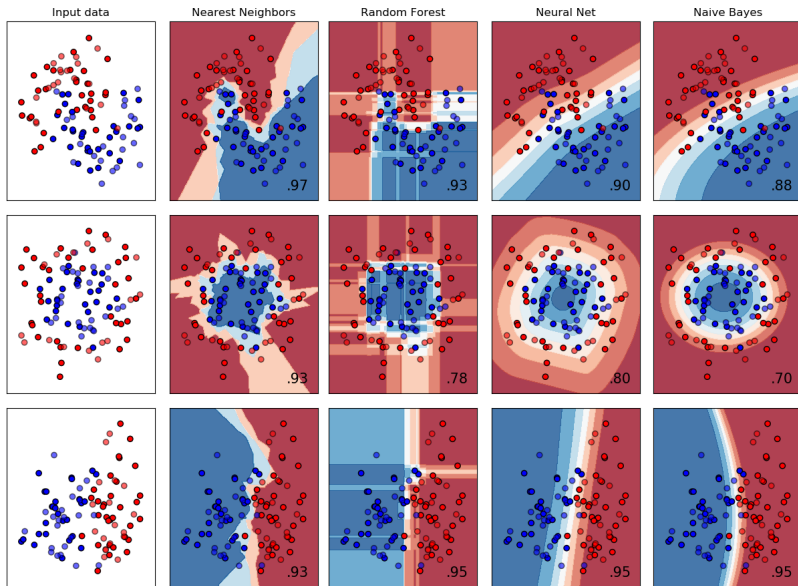 Input data
Nearest Neighbors
Random Forest
Neural Net
Naive Bayes
.97
.93
.90
.88
.93
.78
.80
.70
.93
.95
.95
.95